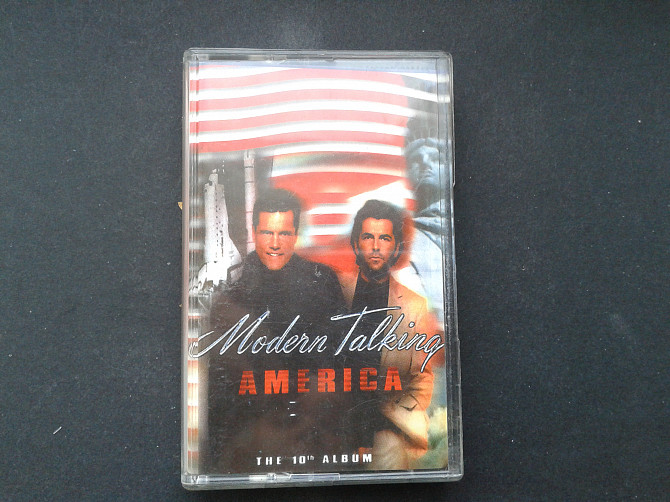 Modern Talking
AMERICA
THE 10th ALBUM